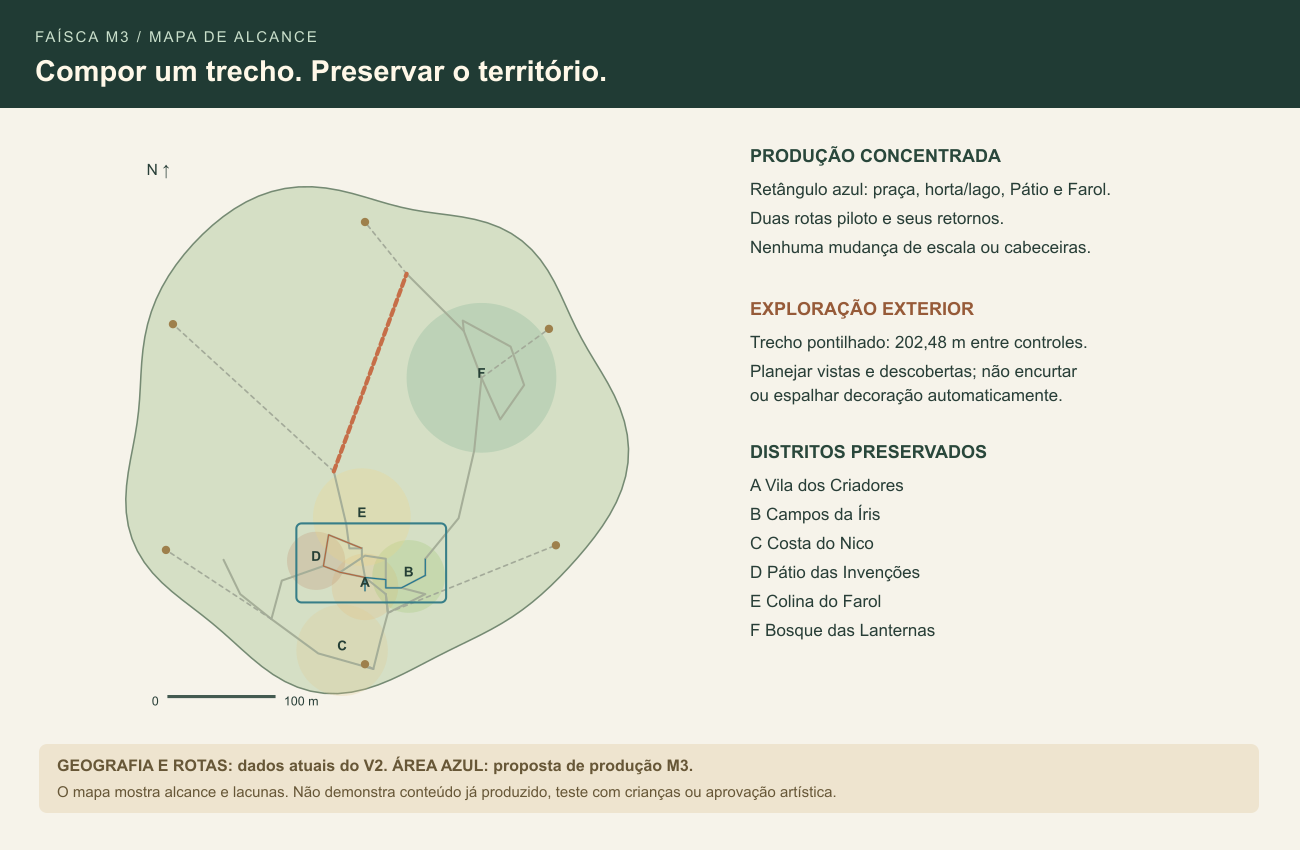 FAÍSCA M3 / MAPA DE ALCANCE
Compor um trecho. Preservar o território.
N ↑
F
E
D
B
A
C
0
100 m
PRODUÇÃO CONCENTRADA
Retângulo azul: praça, horta/lago, Pátio e Farol.
Duas rotas piloto e seus retornos.
Nenhuma mudança de escala ou cabeceiras.
EXPLORAÇÃO EXTERIOR
Trecho pontilhado: 202,48 m entre controles.
Planejar vistas e descobertas; não encurtar
ou espalhar decoração automaticamente.
DISTRITOS PRESERVADOS
A Vila dos Criadores
B Campos da Íris
C Costa do Nico
D Pátio das Invenções
E Colina do Farol
F Bosque das Lanternas
GEOGRAFIA E ROTAS: dados atuais do V2. ÁREA AZUL: proposta de produção M3.
O mapa mostra alcance e lacunas. Não demonstra conteúdo já produzido, teste com crianças ou aprovação artística.